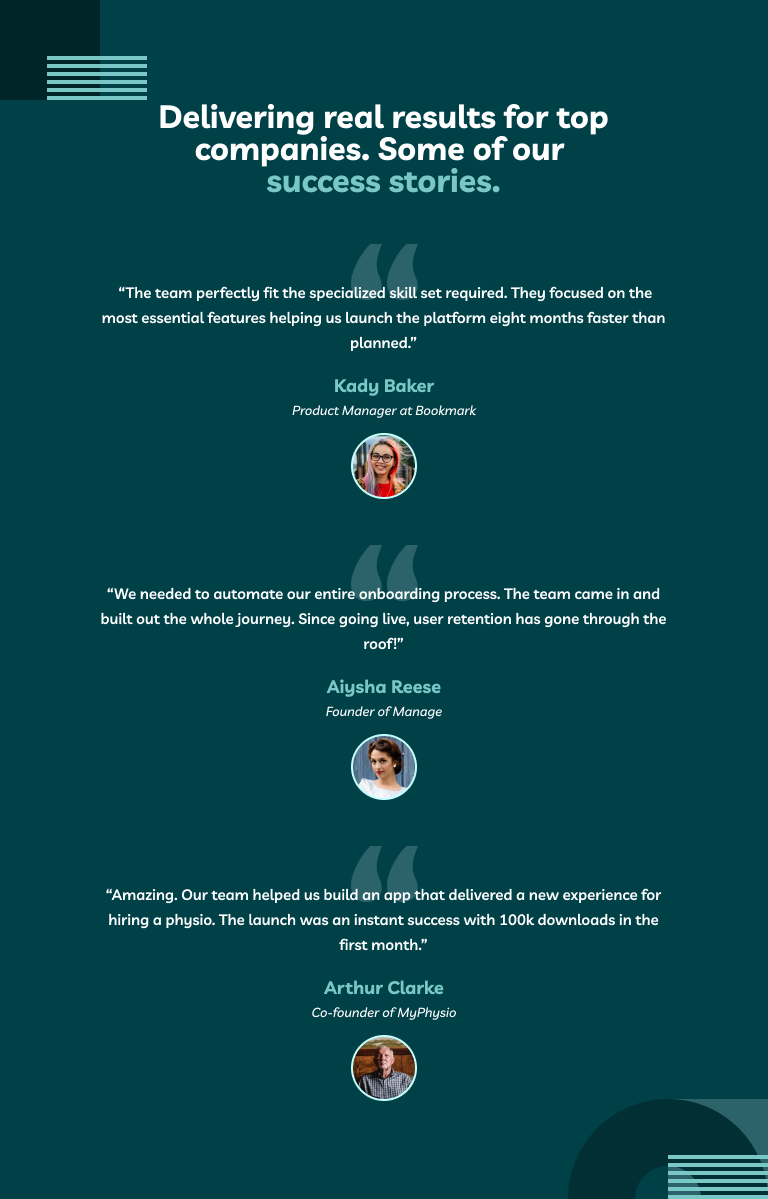 Delivering real results for top
companies. Some of our
success stories.
“The team perfectly fit the specialized skill set required. They focused on the
most essential features helping us launch the platform eight months faster than
planned.”
Kady Baker
Product Manager at Bookmark
“We needed to automate our entire onboarding process. The team came in and
built out the whole journey. Since going live, user retention has gone through the
roof!”
Aiysha Reese
Founder of Manage
“Amazing. Our team helped us build an app that delivered a new experience for
hiring a physio. The launch was an instant success with 100k downloads in the
first month.”
Arthur Clarke
Co-founder of MyPhysio